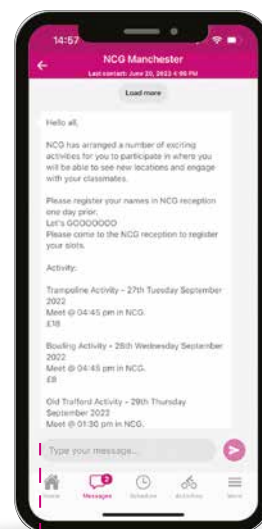 14:57
NCG Manchester
Last contact: June 20, 2023 4:06 PM
Load more
Hello all,
NCG has arranged a number of exciting
activities for you to participate in where you
will be able to see new locations and engage
with your classmates.
Please register your names in NCG reception
one day prior.
Let's GOOOOOOO
Please come to the NCG reception to register
your slots.
Activity:
Trampoline Activity - 27th Tuesday September
2022
Meet @ 04:45 pm in NCG.
£18
Bowling Activity - 28th Wednesday September
2022
Meet @ 04:45 pm in NCG.
£8
Old Trafford Activity - 29th Thursday
September 2022
Meet @ 01:30 pm in NCG.
Type your message...
2
Home Messages Schedule Activities More